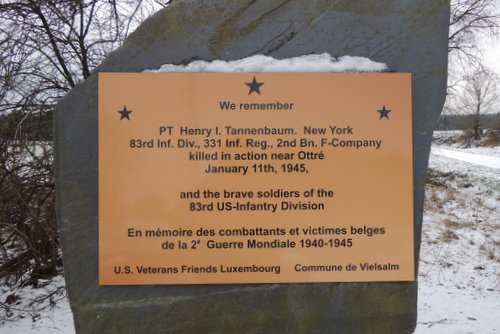 We remember
PT Henry I. Tannenbaum. New York
83rd Inf. Div., 331 Inf. Reg., 2nd Bn. F-Company
killed in action near Ottré
January 11th, 1945,
and the brave soldiers of the
83rd US-Infantry Division
En mémoire des combattants et victimes belges
de la 2° Guerre Mondiale 1940-1945
U.S. Veterans Friends Luxembourg Commune de Vielsalm